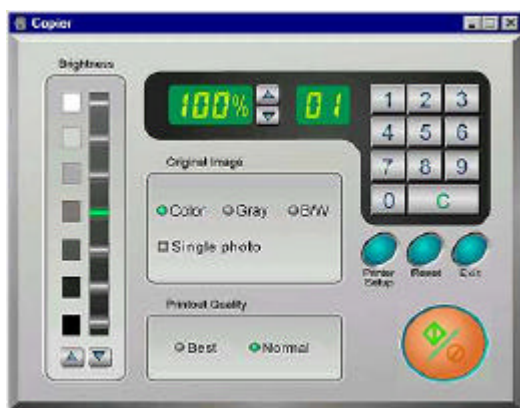 Copier
Brightness
100% 01
1 2 3
4 5 6
7 8 9
0 C
Original Image
Color Gray B/W
Single photo
Printer Setup Reset Exit
Printout Quality
Best Normal